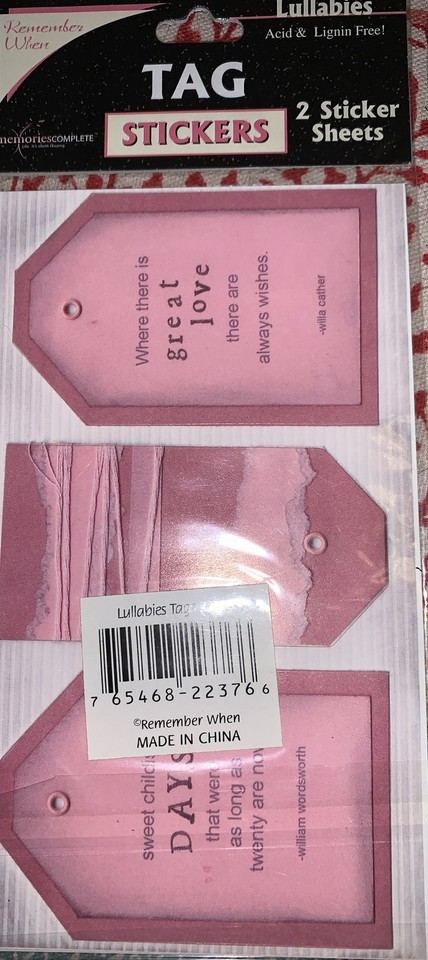 Remember
When
Lullabies
Acid & Lignin Free!
TAG
STICKERS
2 Sticker
Sheets
memoriesCOMPLETE™
Where there is
great
love
there are
always wishes.
-willa cather
Lullabies Tag
7 65468-22376 6
©Remember When
MADE IN CHINA
sweet childis
DAYS
that were
as long as
twenty are now
-william wordsworth